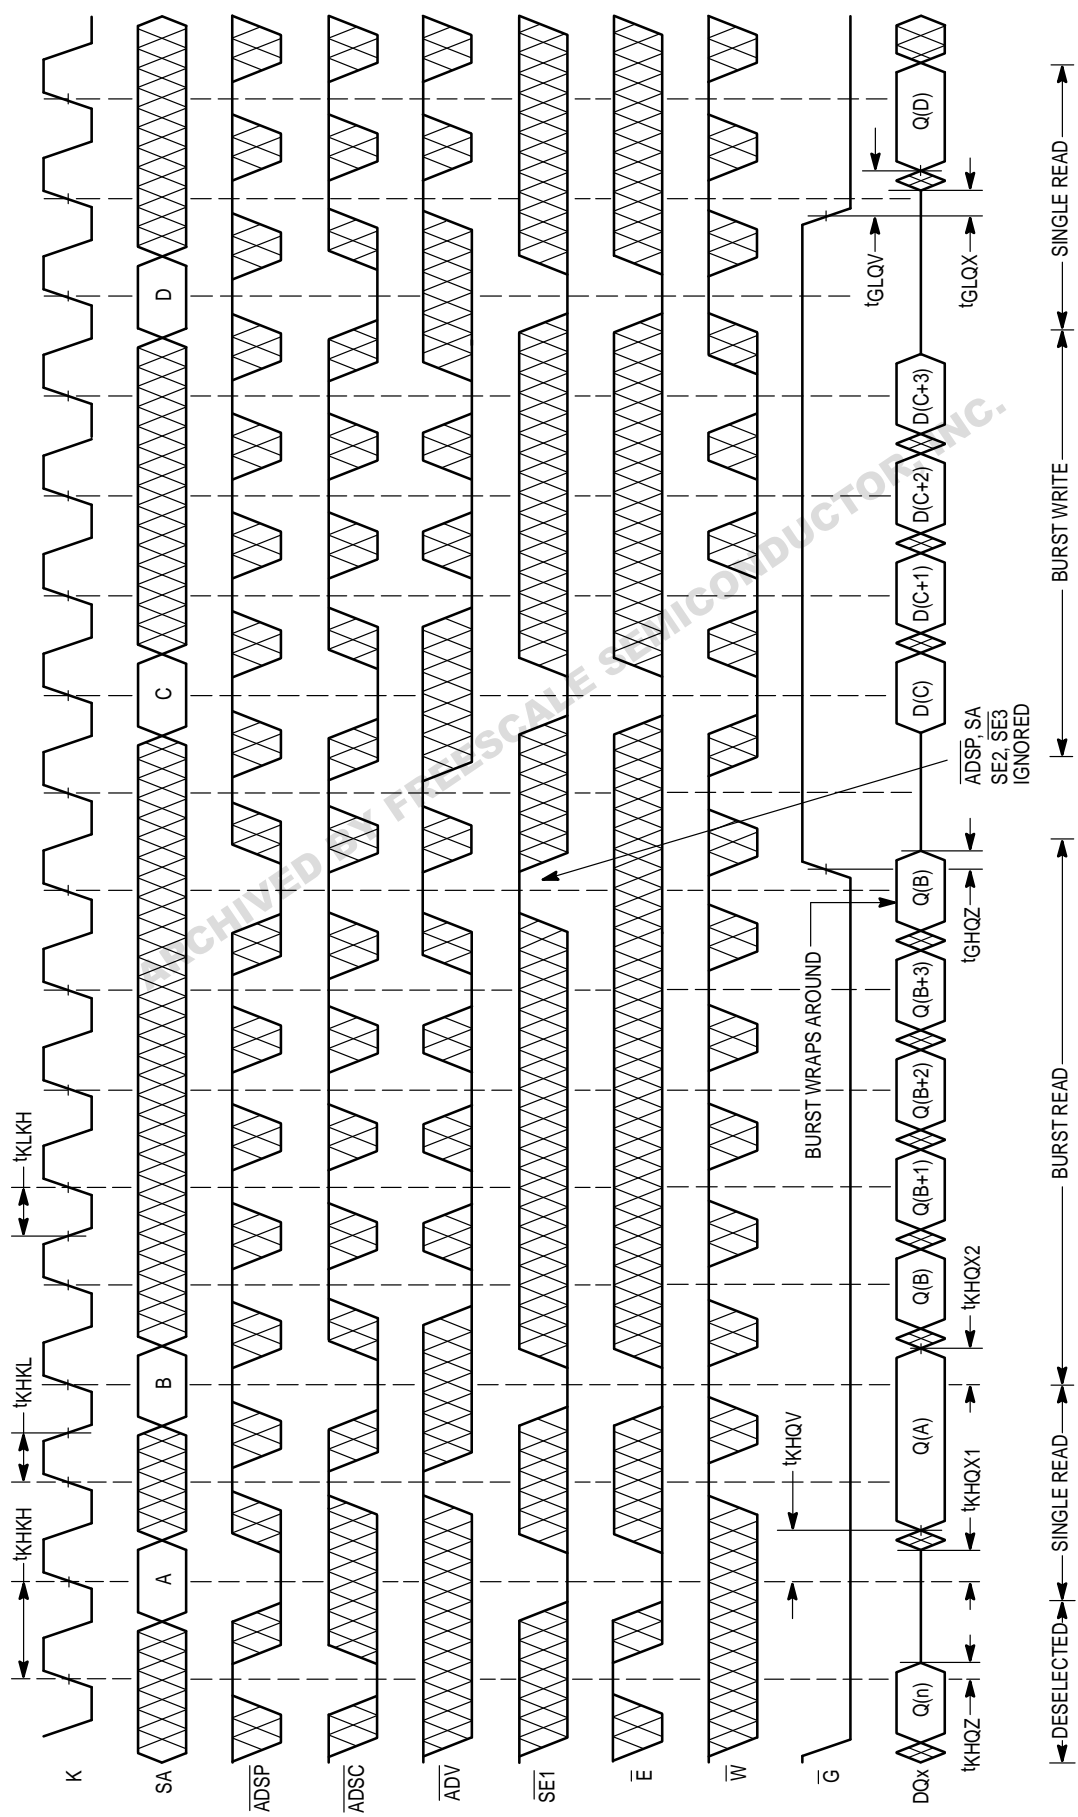 tKHKH
tKHKL
tKLKH
K
SA
A
B
C
D
ADSP
ADSC
ADV
SE1
E
W
G
DQx
tKHQV
BURST WRAPS AROUND
tGLQV
Q(n)
Q(A)
Q(B)
Q(B+1)
Q(B+2)
Q(B+3)
Q(B)
D(C)
D(C+1)
D(C+2)
D(C+3)
Q(D)
tKHQZ
tKHQX1
tKHQX2
tGHQZ
ADSP, SA
SE2, SE3
IGNORED
tGLQX
DESELECTED
SINGLE READ
BURST READ
BURST WRITE
SINGLE READ
ARCHIVED BY FREESCALE SEMICONDUCTOR, INC.